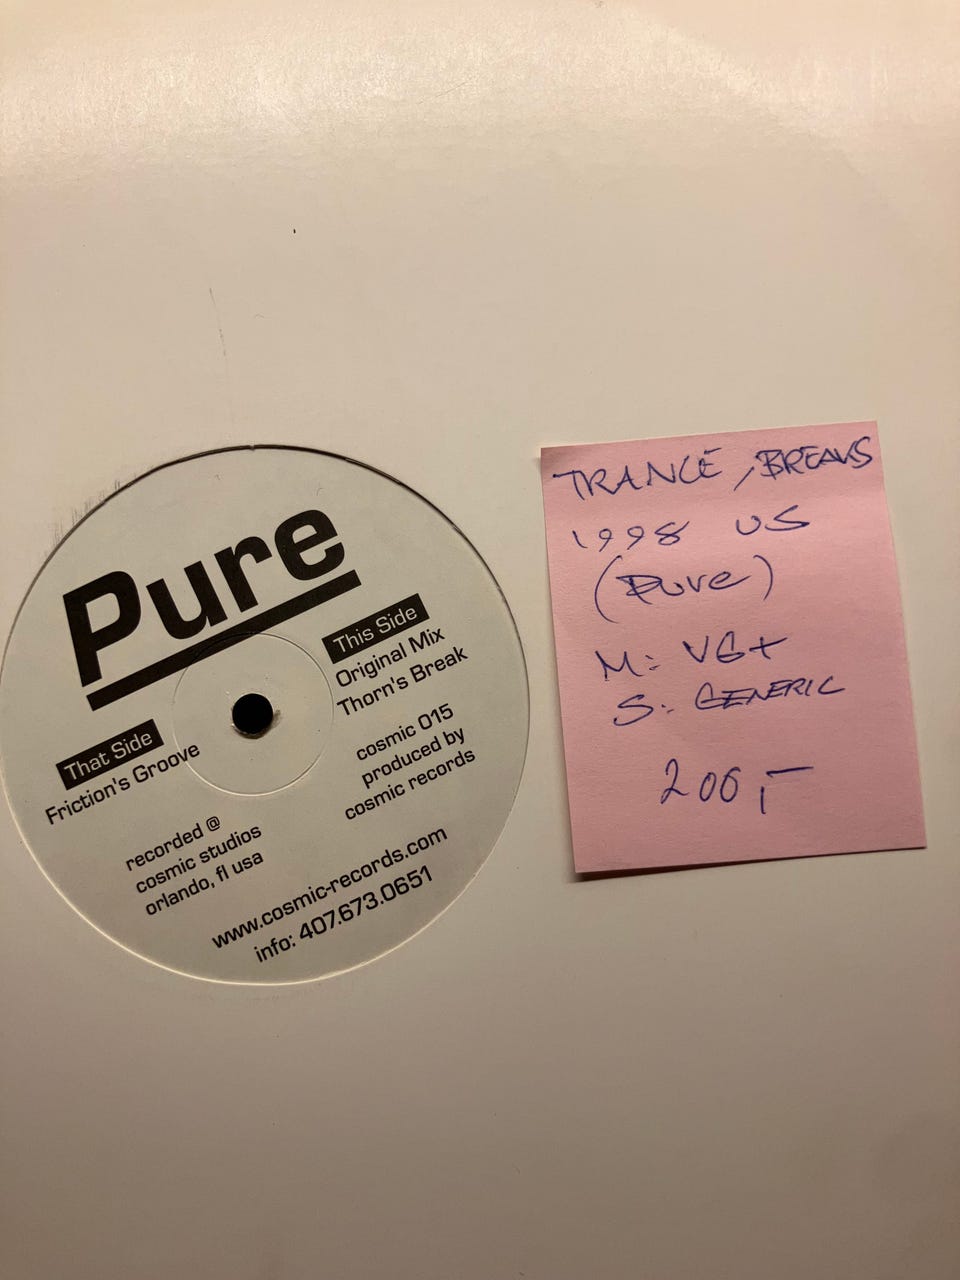 Pure
This Side
Original Mix
Thorn's Break
cosmic 015
produced by
cosmic records
That Side
Friction's Groove
recorded @
cosmic studios
orlando, fl usa
www.cosmic-records.com
info: 407.673.0651
TRANCE, BREAKS
1998 US
(Pure)
M: VG+
S: GENERIC
200,-